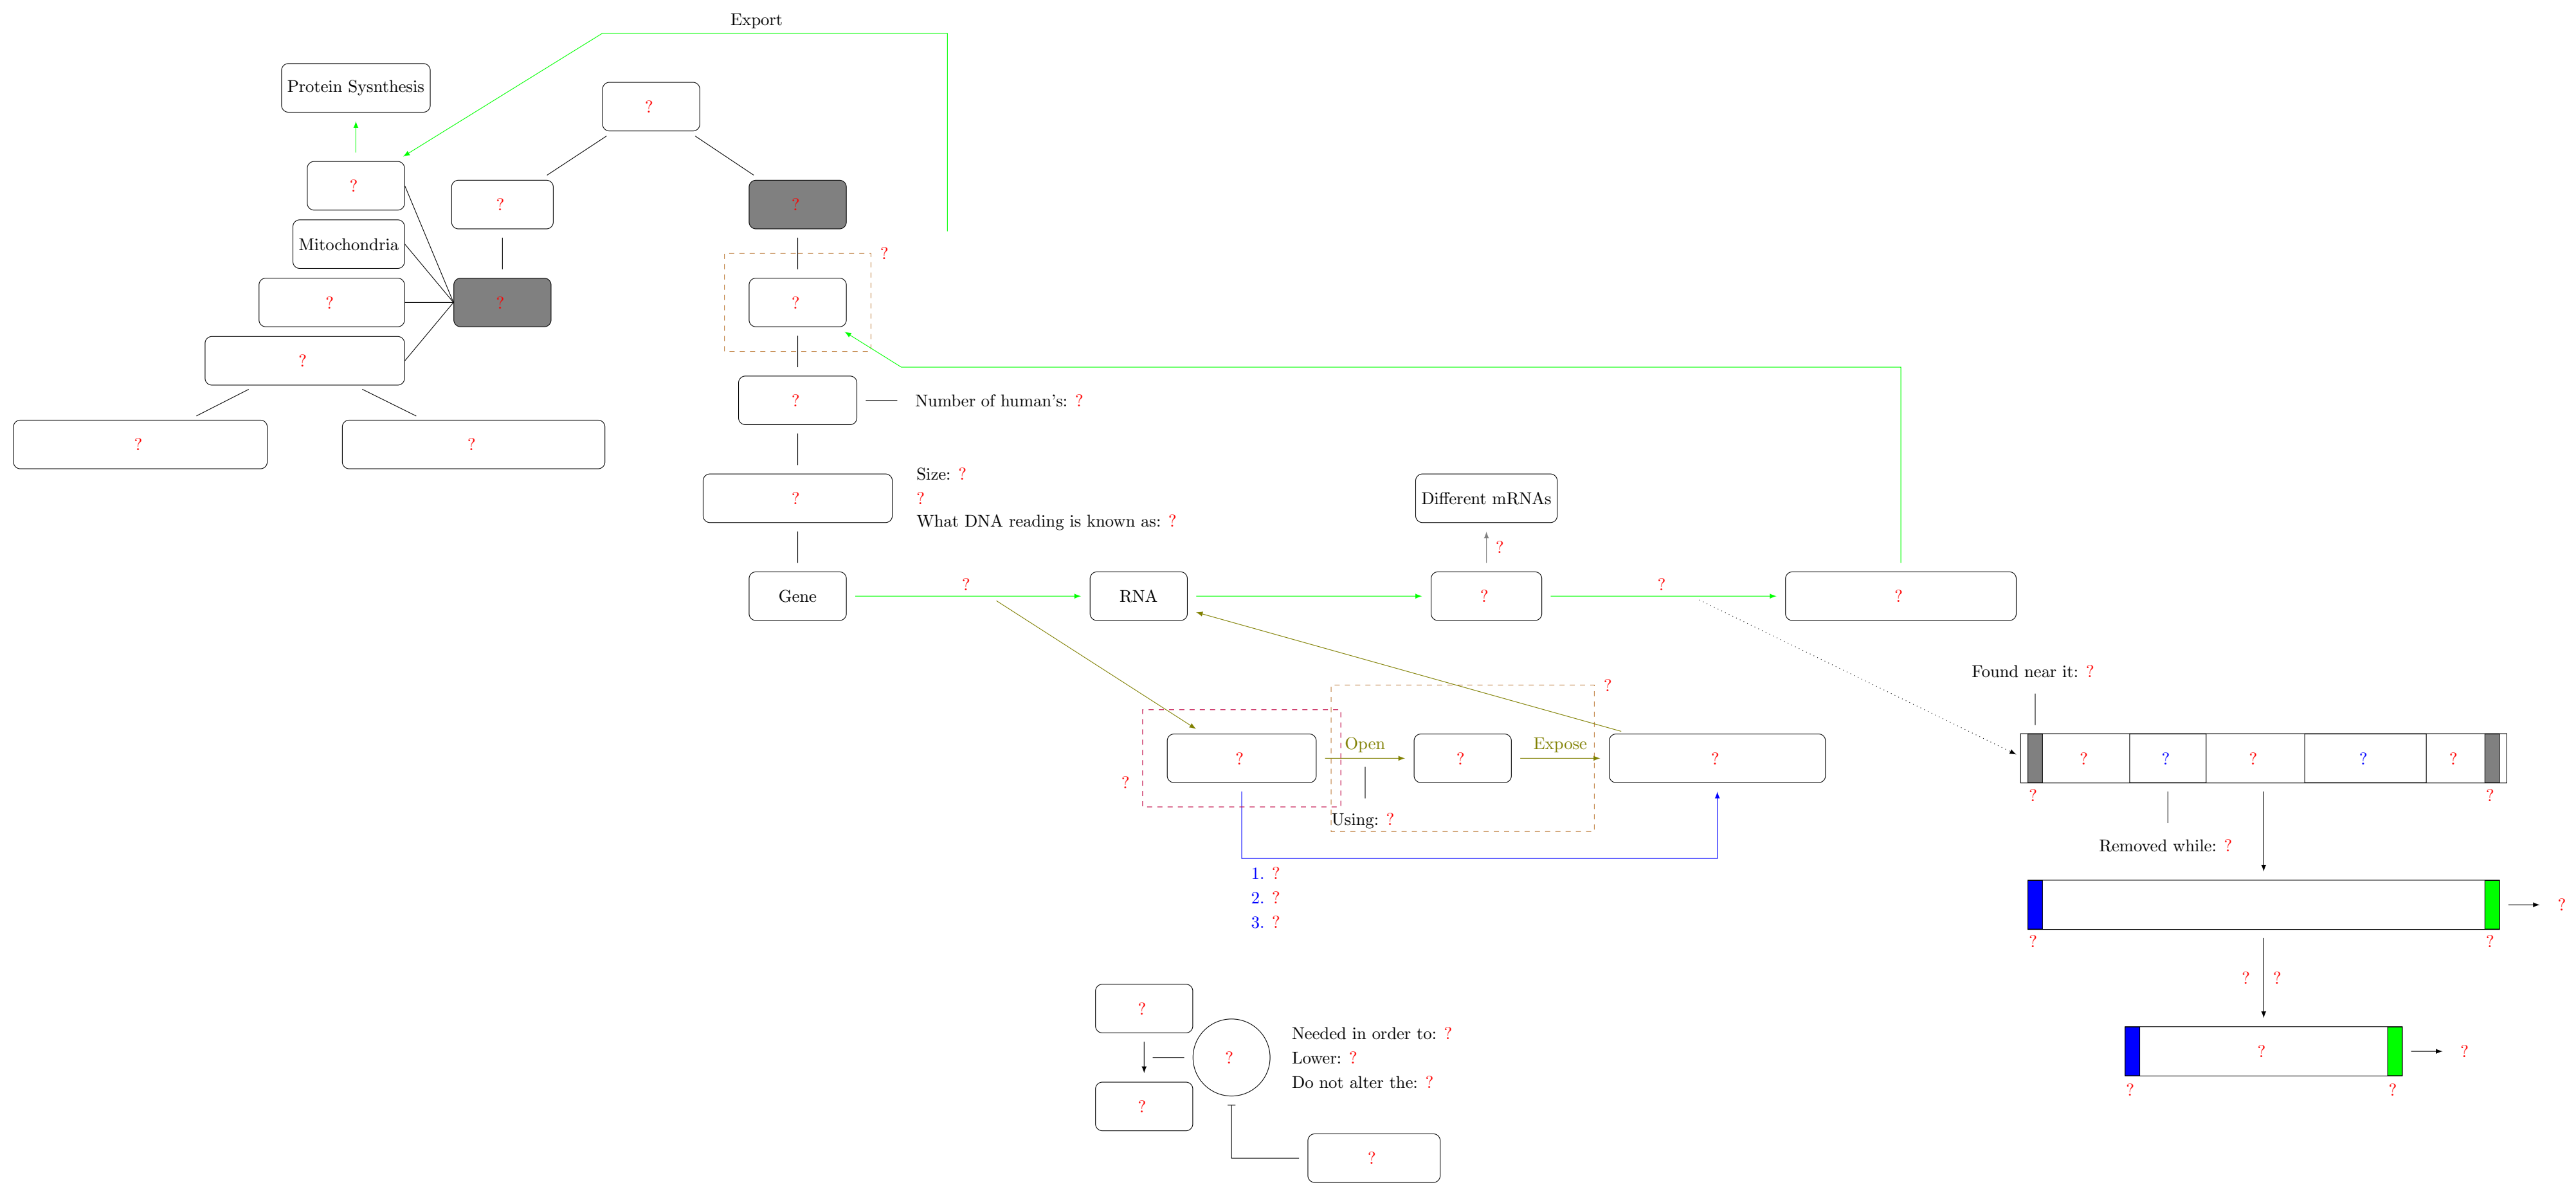 Export
Protein Sysnthesis
?
?
?
?
?
Mitochondria
?
?
?
?
?
?
Number of human's: ?
?
?
Size: ?
?
?
What DNA reading is known as: ?
Different mRNAs
?
Gene
?
RNA
?
?
?
Found near it: ?
?
?
Open
?
Expose
?
?
Using: ?
?
?
?
?
?
?
?
Removed while: ?
1. ?
2. ?
3. ?
?
?
?
?
?
?
?
Needed in order to: ?
Lower: ?
Do not alter the: ?
?
?
?
?
?
?
?